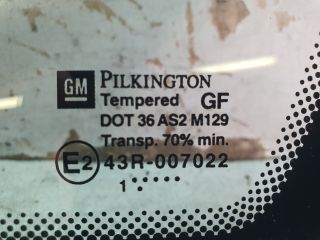 GM PILKINGTON
Tempered GF
DOT 36 AS2 M129
Transp. 70% min.
E2 43R-007022
1